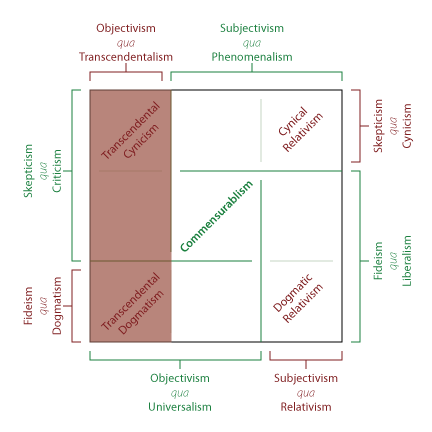 Objectivism
qua
Transcendentalism
Subjectivism
qua
Phenomenalism
Skepticism
qua
Criticism
Transcendental
Cynicism
Cynical
Relativism
Skepticism
qua
Cynicism
Commensurablism
Fideism
qua
Dogmatism
Transcendental
Dogmatism
Dogmatic
Relativism
Fideism
qua
Liberalism
Objectivism
qua
Universalism
Subjectivism
qua
Relativism